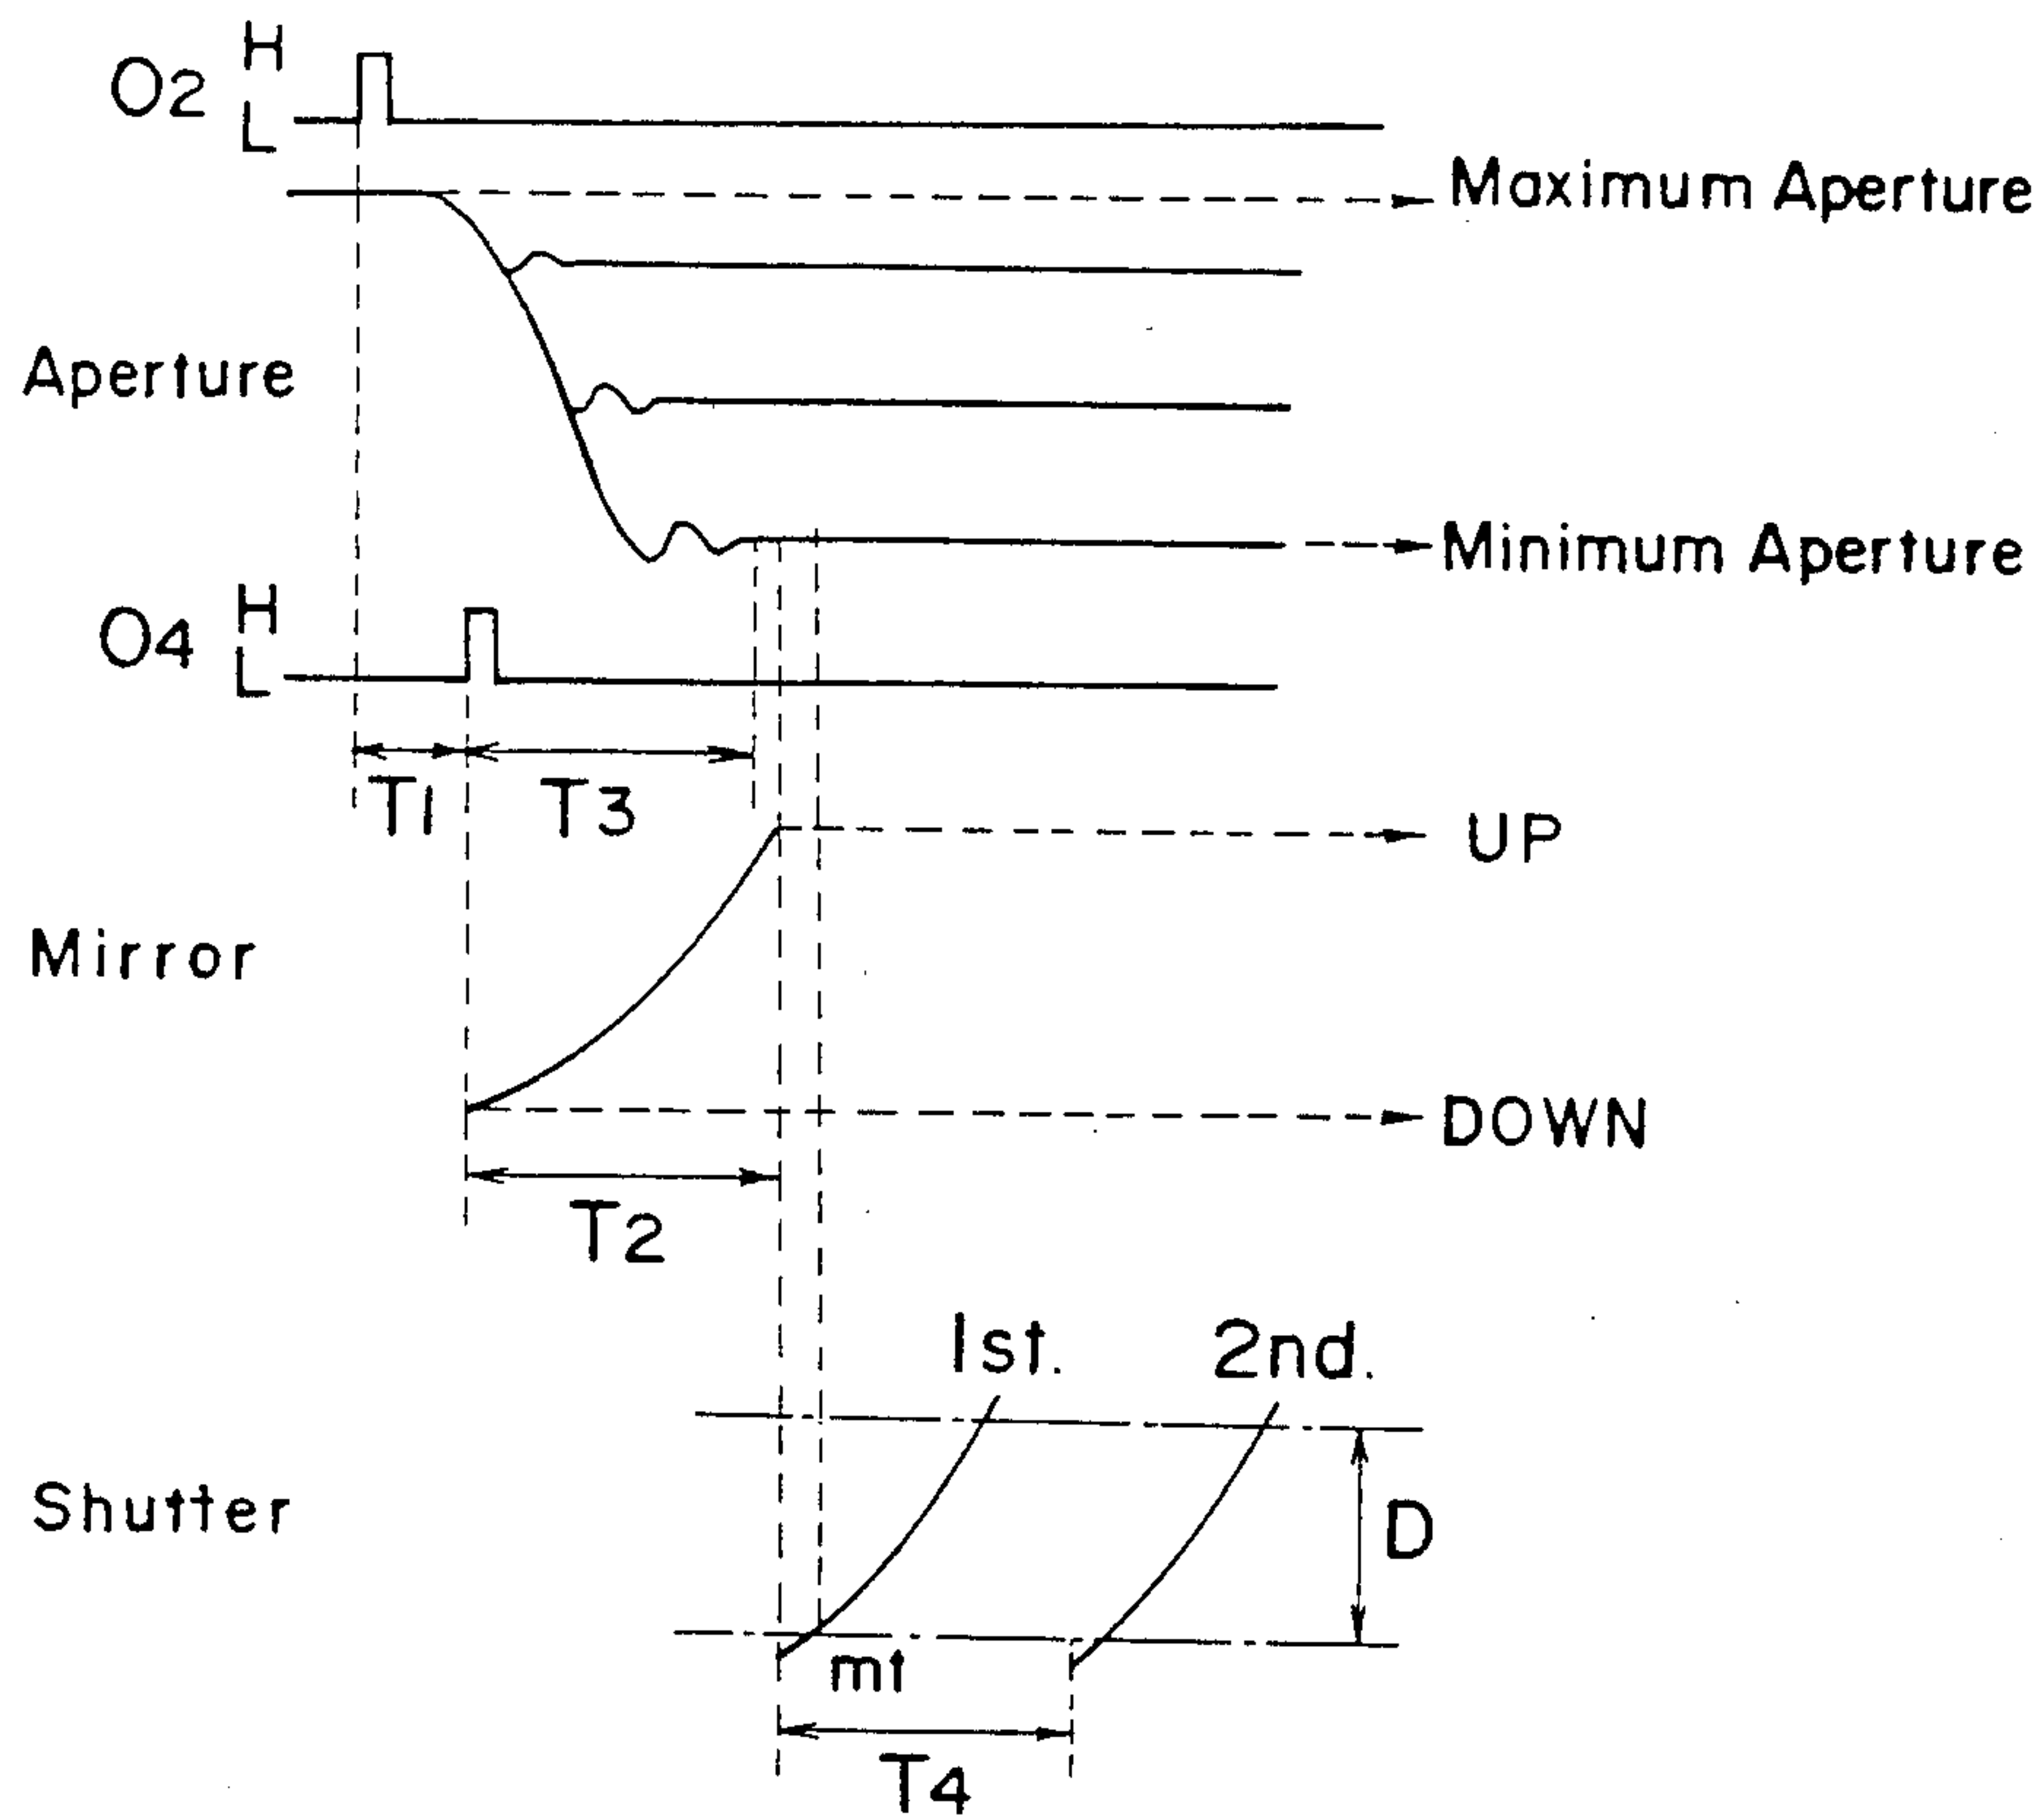 H
O2
L
Maximum Aperture
Aperture
Minimum Aperture
H
O4
L
T1
T3
UP
Mirror
DOWN
T2
1st.
2nd.
Shutter
D
mt
T4